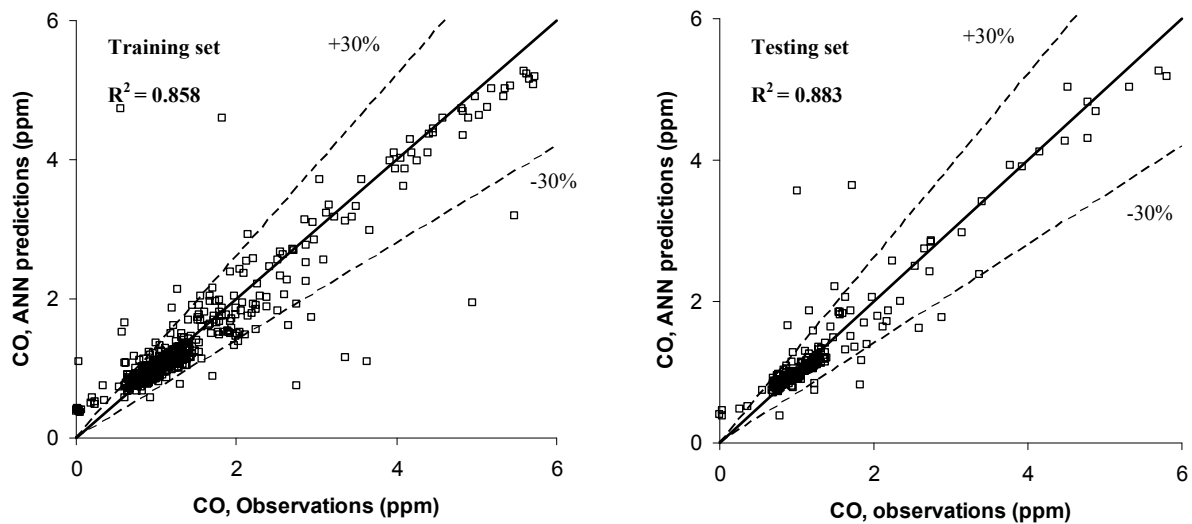 6
Training set
R² = 0.858
+30%
-30%
4
2
0
CO, ANN predictions (ppm)
0 2 4 6
CO, Observations (ppm)
6
Testing set
R² = 0.883
+30%
-30%
4
2
0
CO, ANN predictions (ppm)
0 2 4 6
CO, observations (ppm)